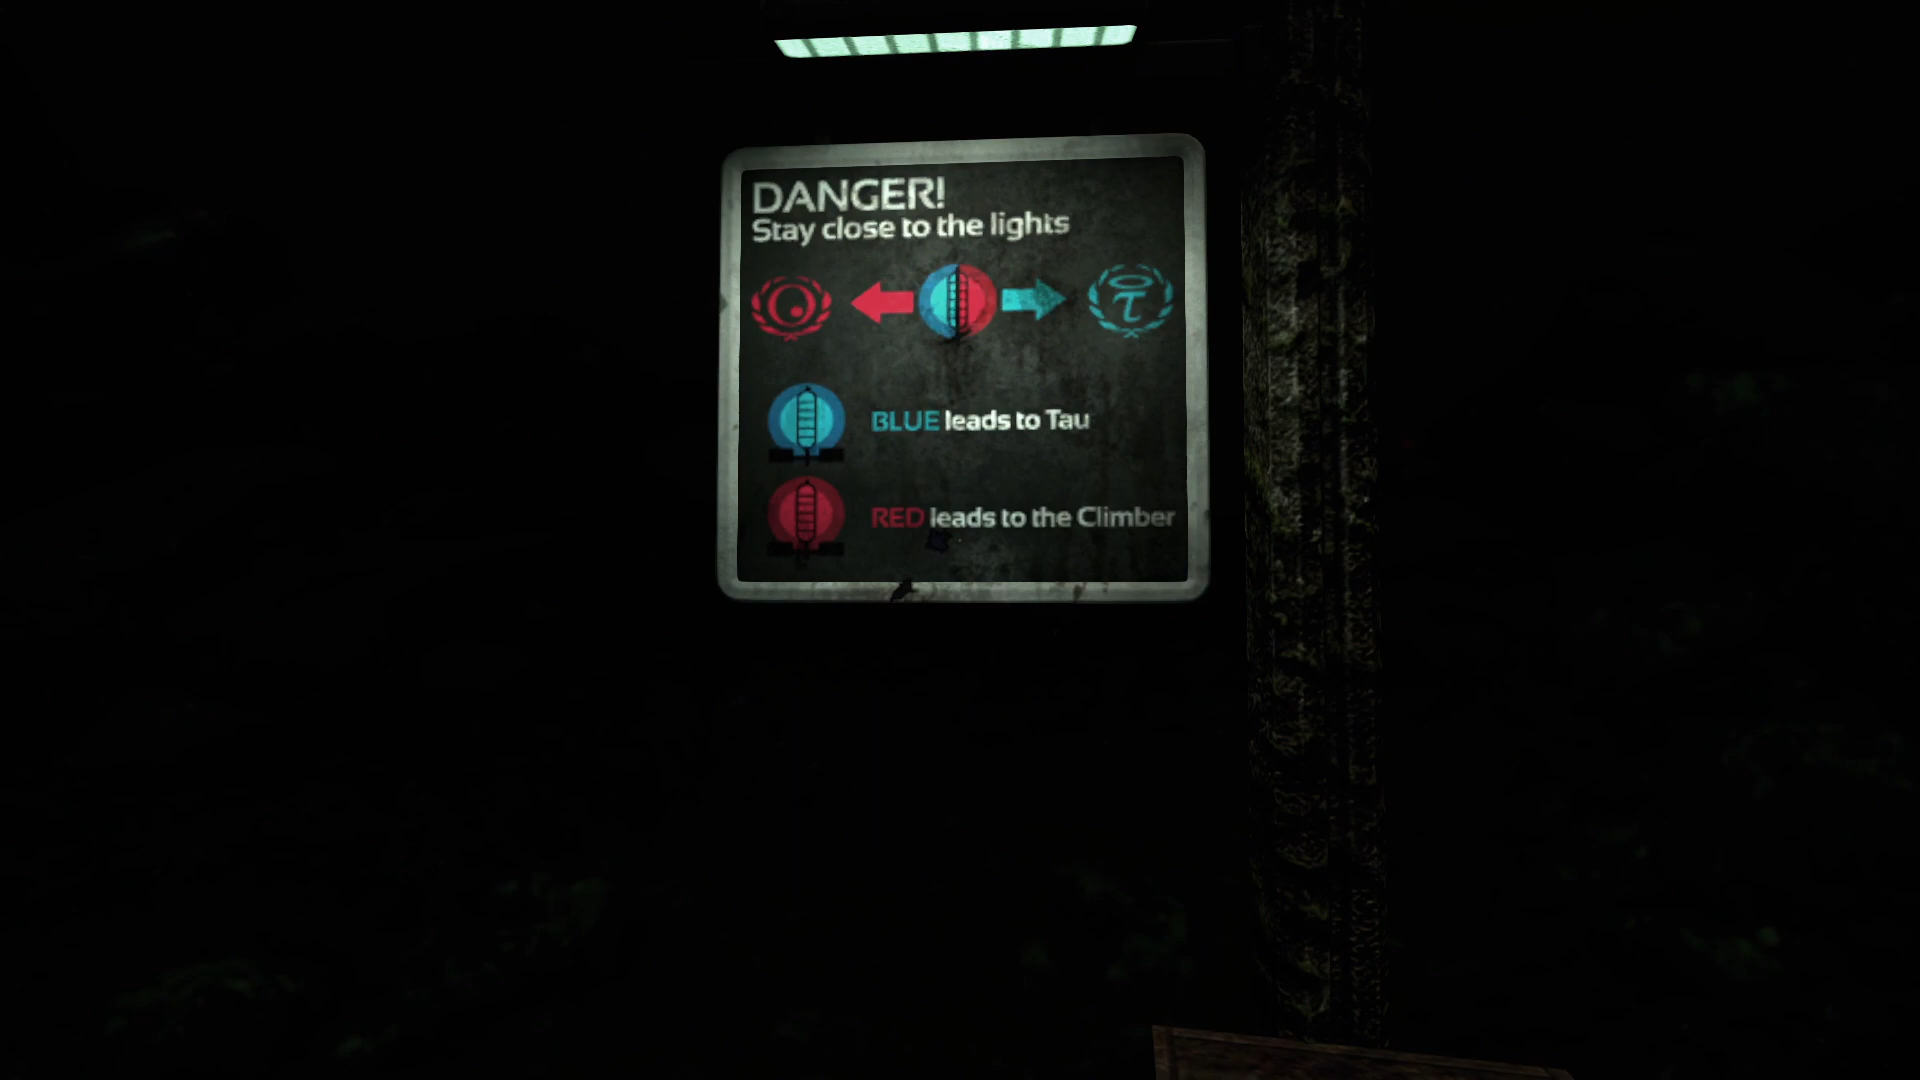 DANGER!
Stay close to the lights
τ
BLUE leads to Tau
RED leads to the Climber